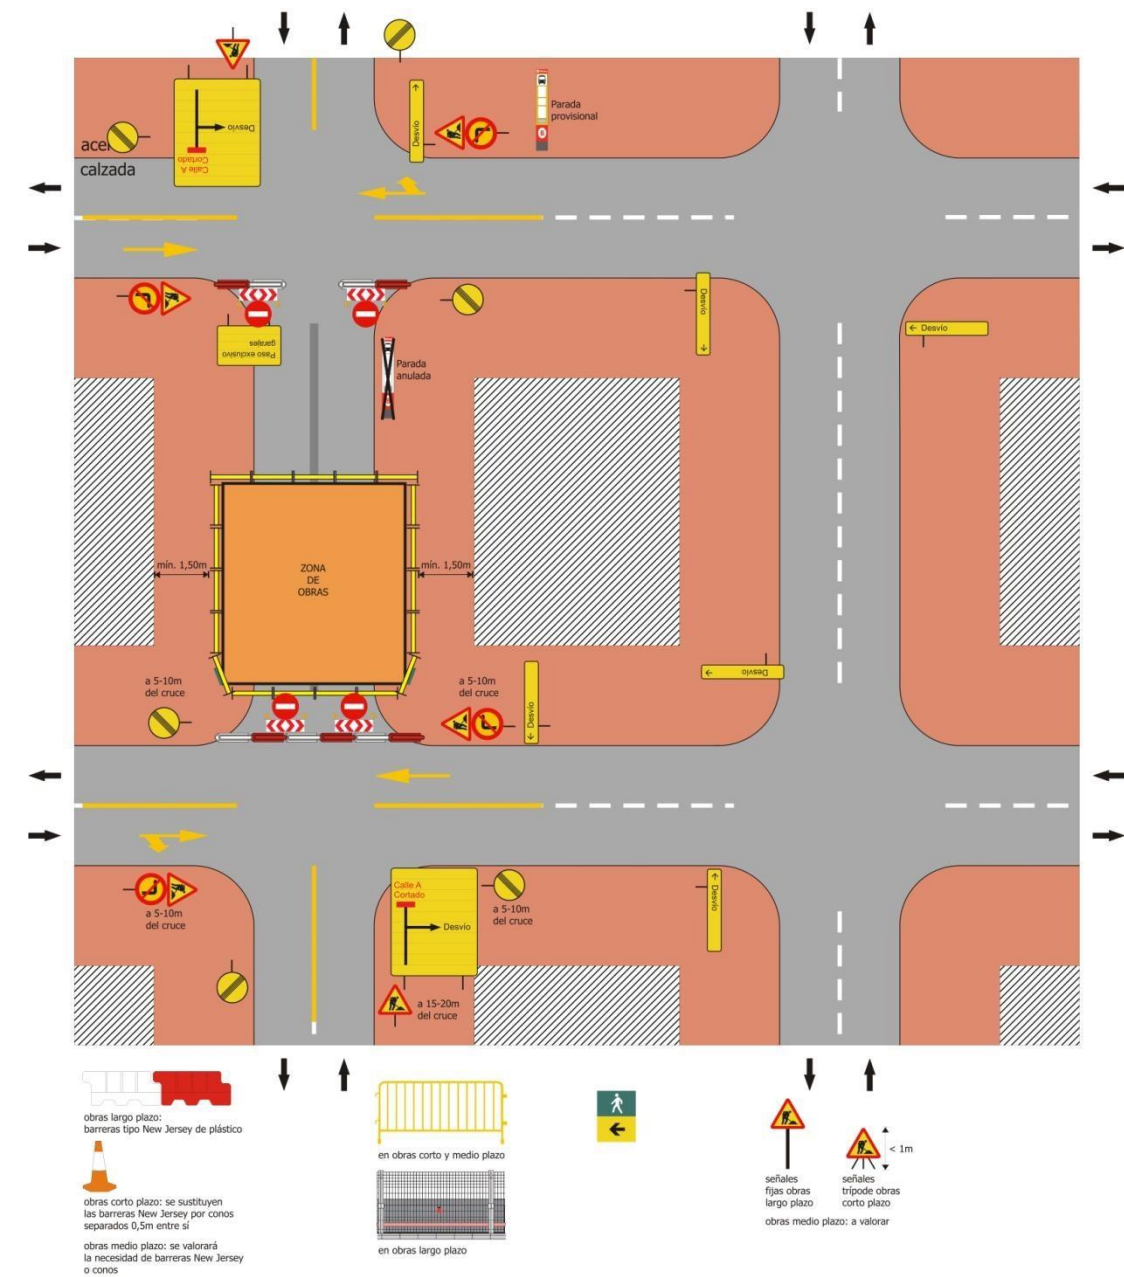 Parada
provisional
Desvío
acer
calzada
Desvío
Calle A
Cortado
Desvío
Desvío
Paso exclusivo
garajes
Parada
anulada
mín. 1,50m
ZONA
DE
OBRAS
mín. 1,50m
a 5-10m
del cruce
a 5-10m
del cruce
Desvío
Desvío
a 5-10m
del cruce
Calle A
Cortado
Desvío
a 5-10m
del cruce
Desvío
a 15-20m
del cruce
obras largo plazo:
barreras tipo New Jersey de plástico
obras corto plazo: se sustituyen
las barreras New Jersey por conos
separados 0,5m entre sí
obras medio plazo: se valorará
la necesidad de barreras New Jersey
o conos
en obras corto y medio plazo
en obras largo plazo
señales
fijas obras
largo plazo
señales
trípode obras
corto plazo
< 1m
obras medio plazo: a valorar